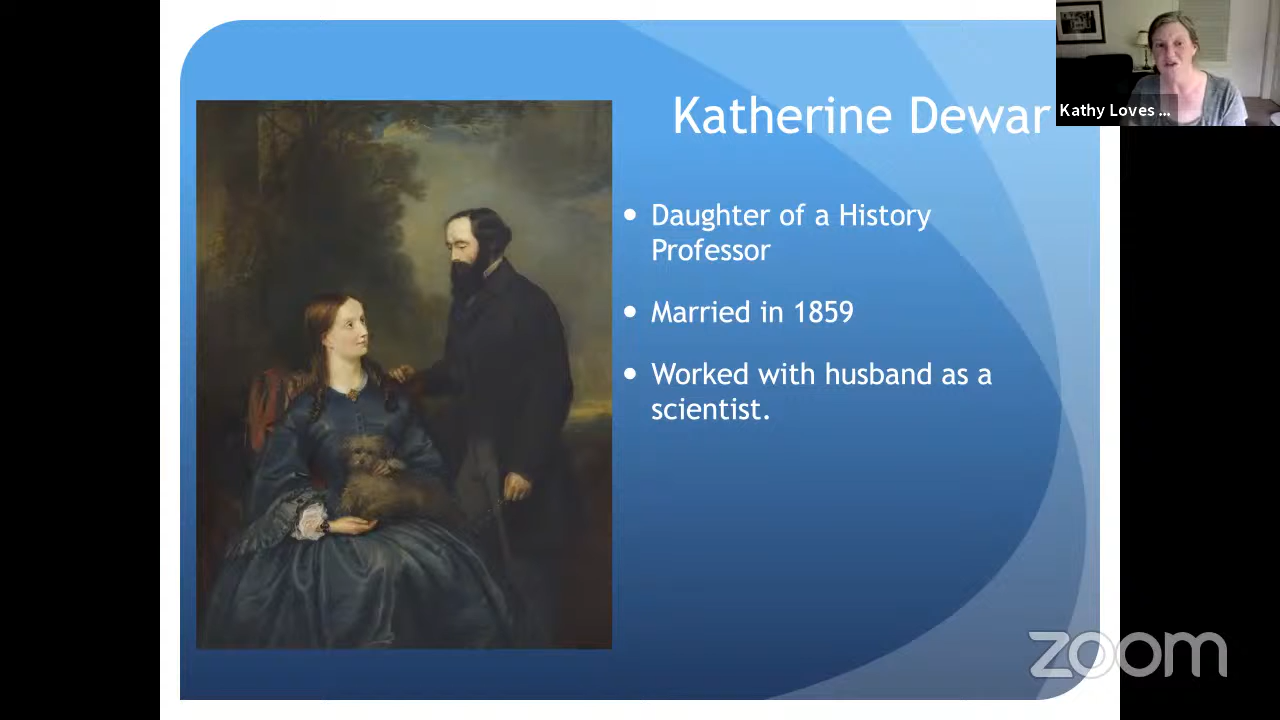 Katherine Dewar
Kathy Loves ...
• Daughter of a History
Professor
• Married in 1859
• Worked with husband as a
scientist.
zoom